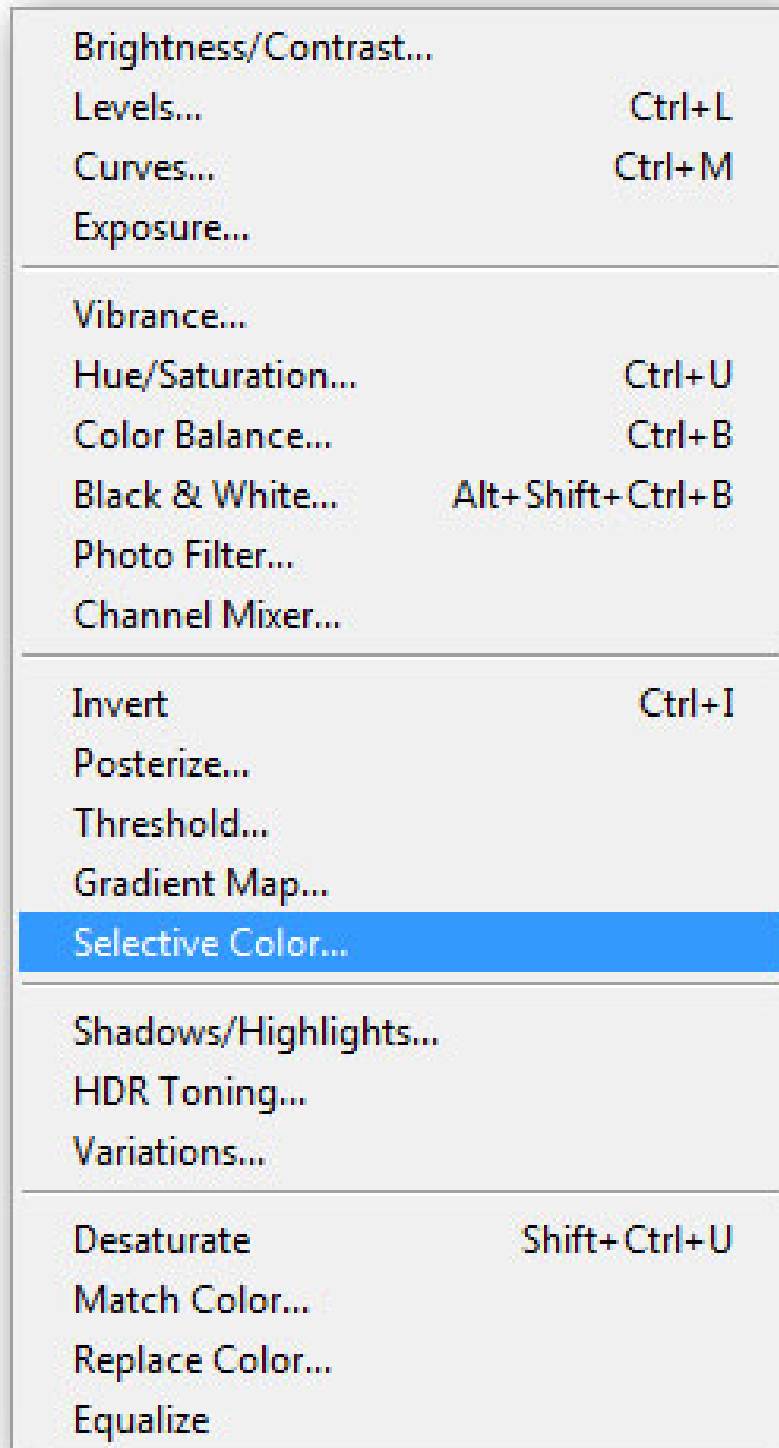 Brightness/Contrast...
Levels... Ctrl+L
Curves... Ctrl+M
Exposure...
Vibrance...
Hue/Saturation... Ctrl+U
Color Balance... Ctrl+B
Black & White... Alt+Shift+Ctrl+B
Photo Filter...
Channel Mixer...
Invert Ctrl+I
Posterize...
Threshold...
Gradient Map...
Selective Color...
Shadows/Highlights...
HDR Toning...
Variations...
Desaturate Shift+Ctrl+U
Match Color...
Replace Color...
Equalize